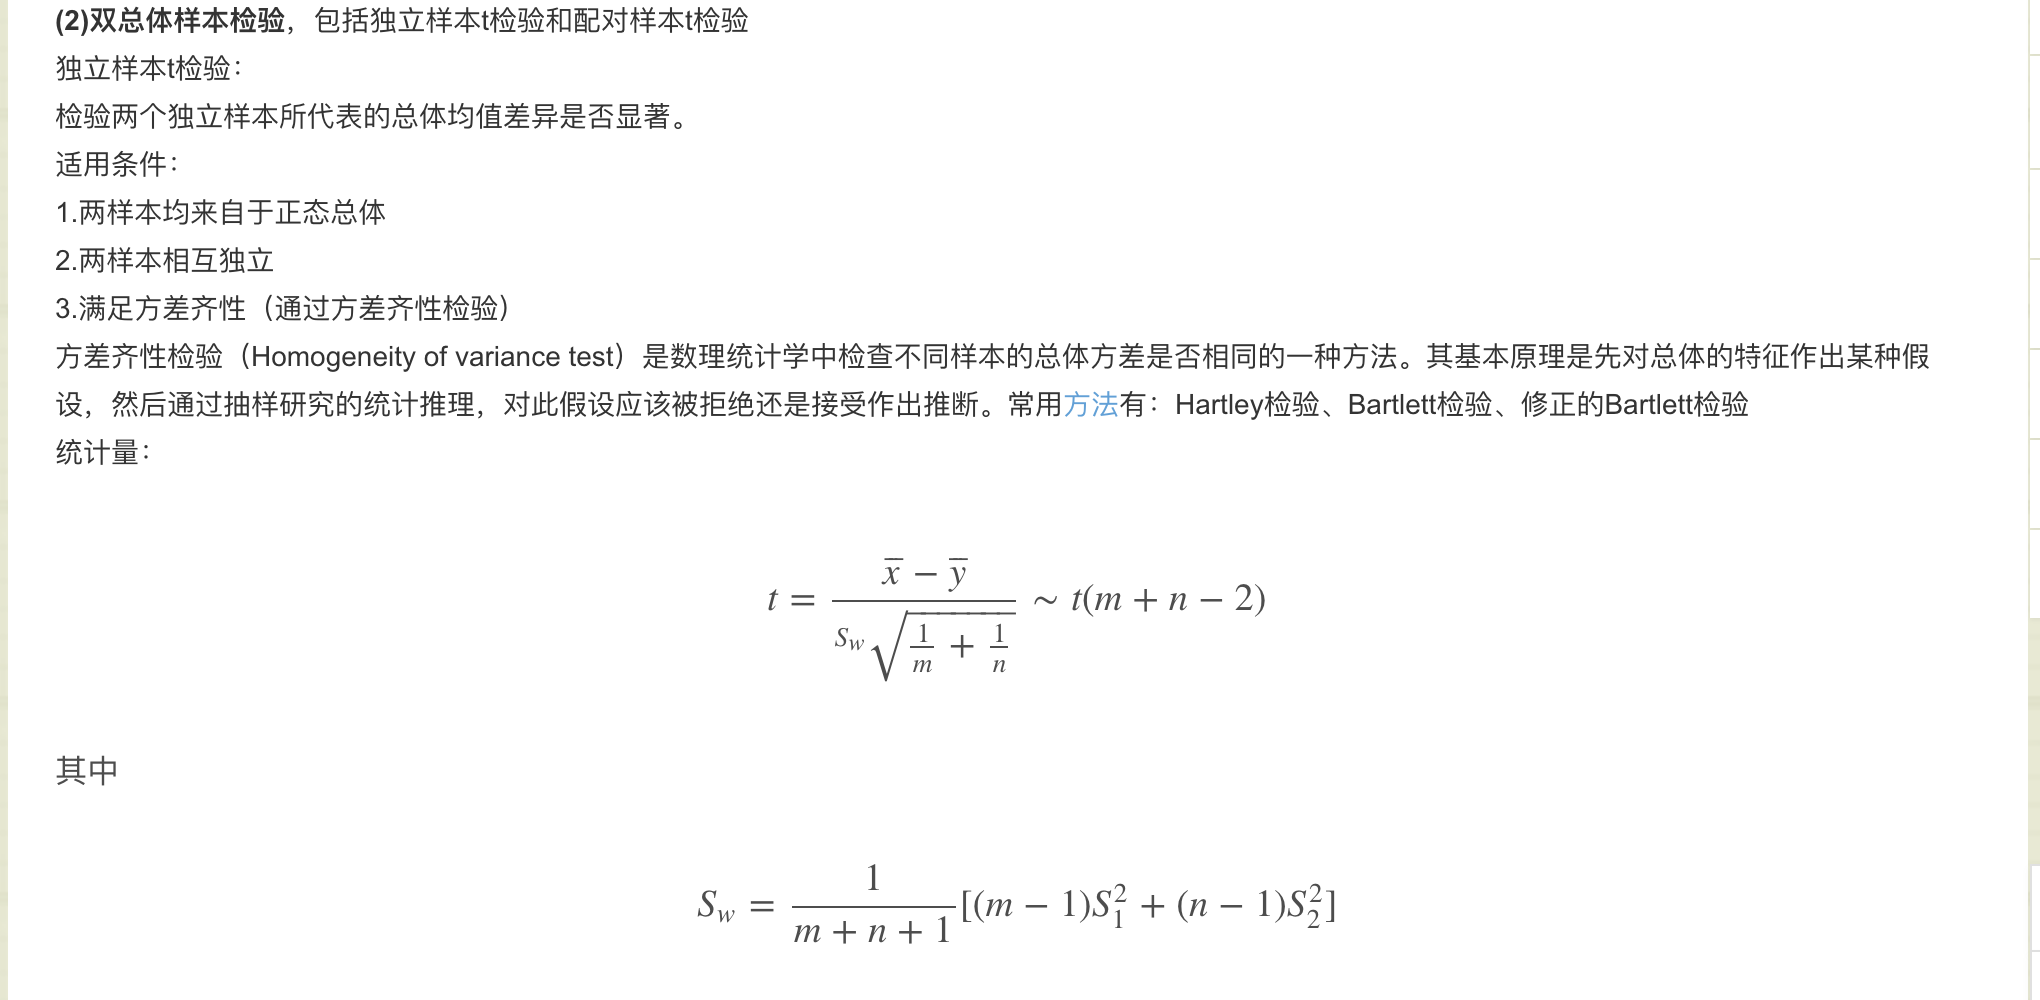 (2)双总体样本检验，包括独立样本t检验和配对样本t检验
独立样本t检验：
检验两个独立样本所代表的总体均值差异是否显著。
适用条件：
1.两样本均来自于正态总体
2.两样本相互独立
3.满足方差齐性（通过方差齐性检验）
方差齐性检验（Homogeneity of variance test）是数理统计学中检查不同样本的总体方差是否相同的一种方法。其基本原理是先对总体的特征作出某种假
设，然后通过抽样研究的统计推理，对此假设应该被拒绝还是接受作出推断。常用方法有：Hartley检验、Bartlett检验、修正的Bartlett检验
统计量：
$t = \frac{\overline{x} - \overline{y}}{s_w \sqrt{\frac{1}{m} + \frac{1}{n}}} \sim t(m + n - 2)$
其中
$S_w = \frac{1}{m + n + 1}[(m - 1)S_1^2 + (n - 1)S_2^2]$